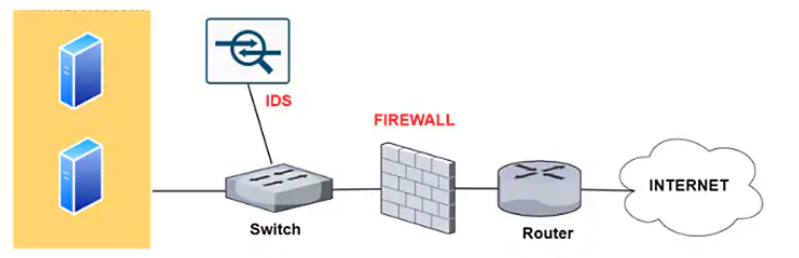 IDS
FIREWALL
INTERNET
Switch
Router